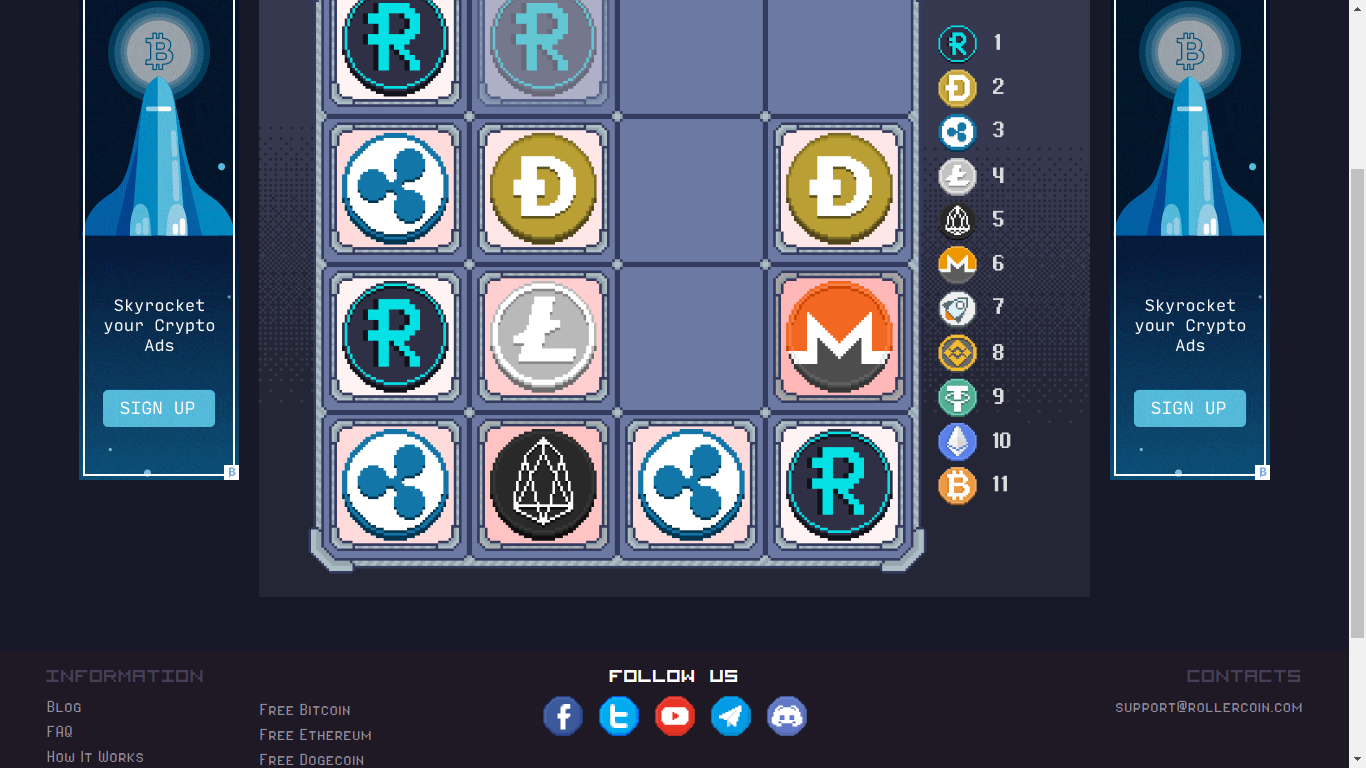 1
2
3
4
5
6
7
8
9
10
11
Skyrocket
your Crypto
Ads
SIGN UP
Skyrocket
your Crypto
Ads
SIGN UP
INFORMATION
Blog
FAQ
How It Works
Free Bitcoin
Free Ethereum
Free Dogecoin
FOLLOW US
CONTACTS
support@rollercoin.com